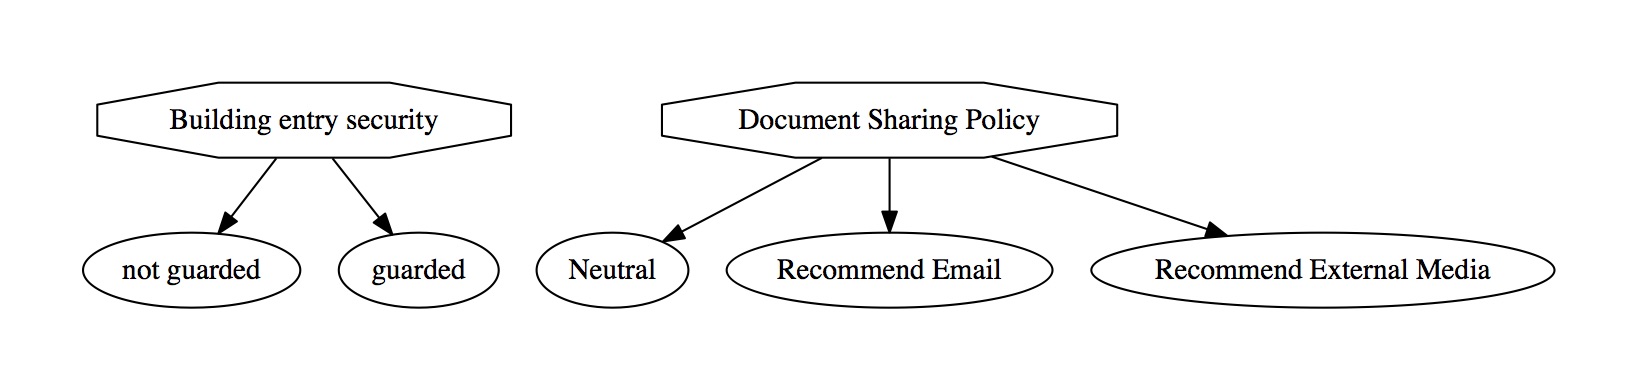 Building entry security
Document Sharing Policy
not guarded
guarded
Neutral
Recommend Email
Recommend External Media